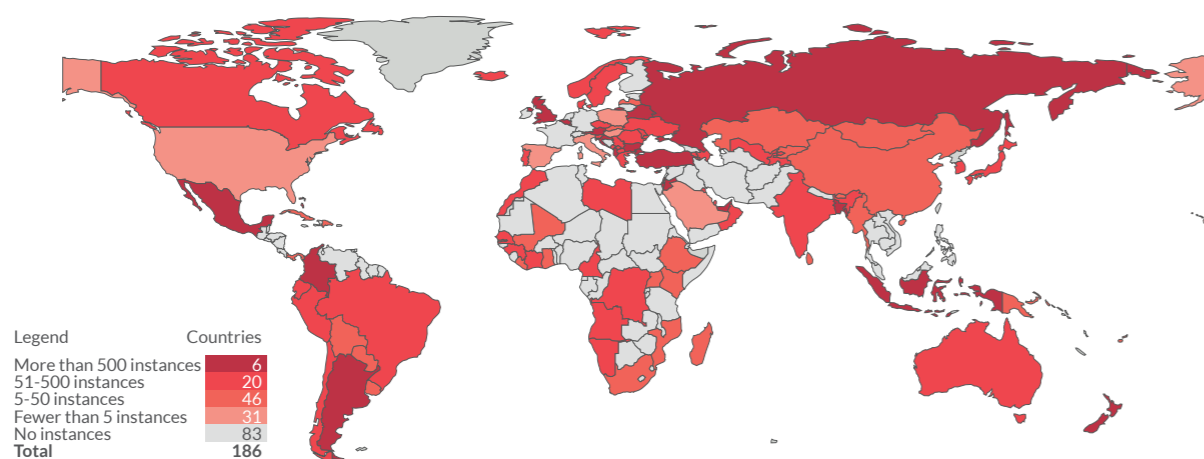 Legend Countries
More than 500 instances 6
51-500 instances 20
5-50 instances 46
Fewer than 5 instances 31
No instances 83
Total 186